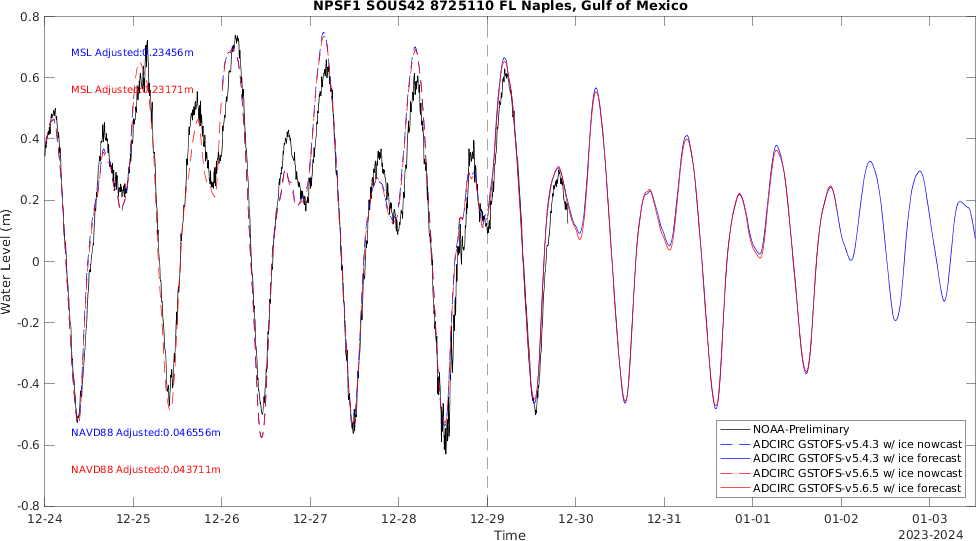 NPSF1 SOUS42 8725110 FL Naples, Gulf of Mexico
0.8
0.6
0.4
0.2
0
-0.2
-0.4
-0.6
-0.8
Water Level (m)
MSL Adjusted:0.23456m
MSL Adjusted:0.23171m
NAVD88 Adjusted:0.046556m
NAVD88 Adjusted:0.043711m
NOAA-Preliminary
ADCIRC GSTOFS-v5.4.3 w/ ice nowcast
ADCIRC GSTOFS-v5.4.3 w/ ice forecast
ADCIRC GSTOFS-v5.6.5 w/ ice nowcast
ADCIRC GSTOFS-v5.6.5 w/ ice forecast
12-24 12-25 12-26 12-27 12-28 12-29 12-30 12-31 01-01 01-02 01-03
Time
2023-2024